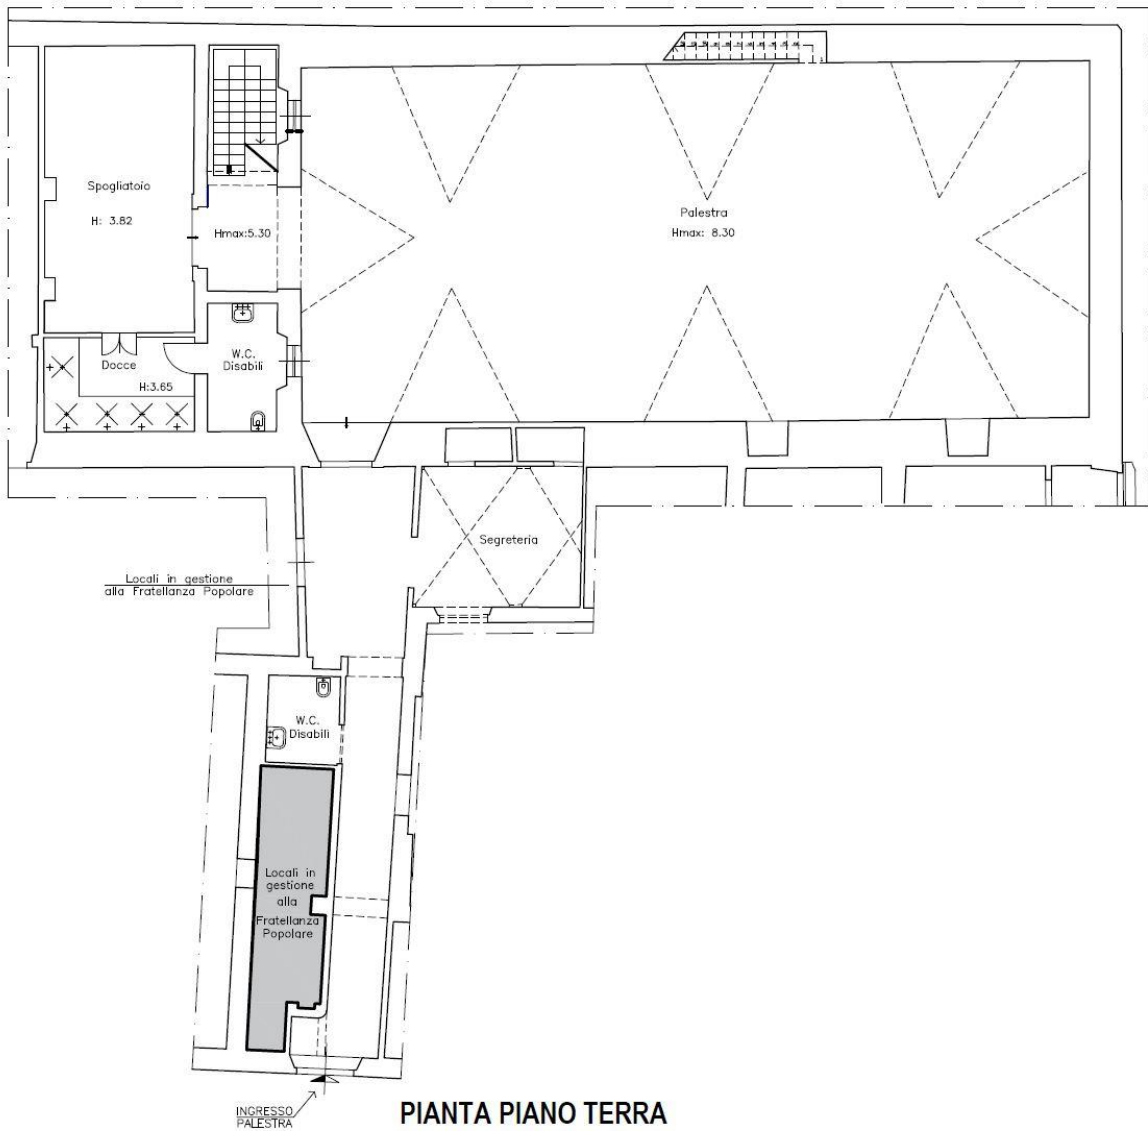 Spogliatoio
H: 3.82
Hmax:5.30
Palestra
Hmax: 8.30
W.C.
Disabili
Docce
H:3.65
Segreteria
Locali in gestione
alla Fratellanza Popolare
W.C.
Disabili
Locali in
gestione
alla
Fratellanza
Popolare
INGRESSO
PALESTRA
PIANTA PIANO TERRA